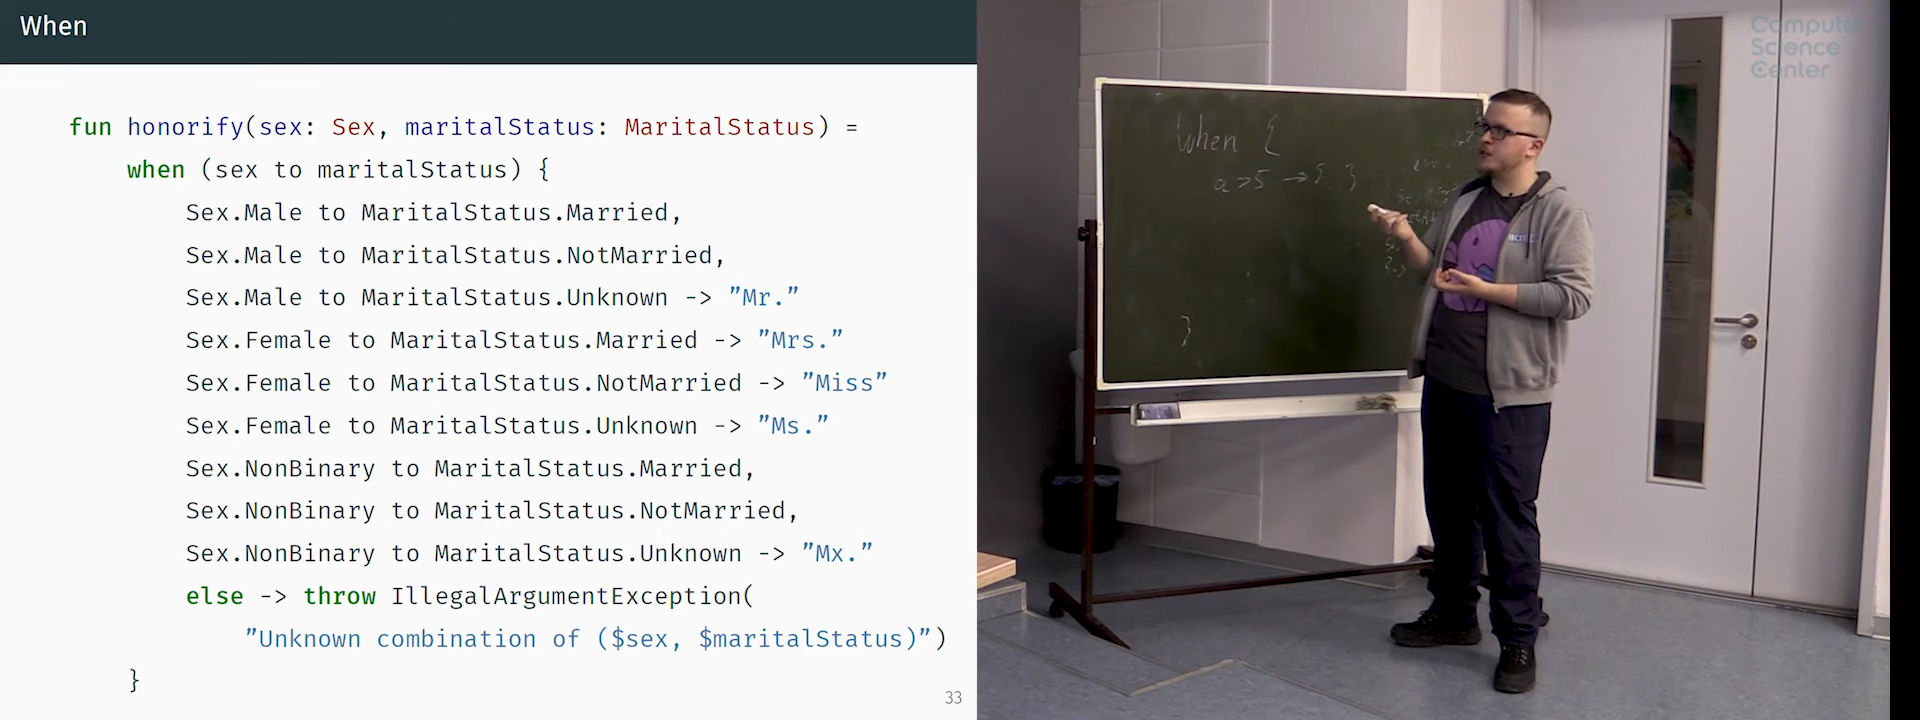 When
fun honorify(sex: Sex, maritalStatus: MaritalStatus) =
when (sex to maritalStatus) {
Sex.Male to MaritalStatus.Married,
Sex.Male to MaritalStatus.NotMarried,
Sex.Male to MaritalStatus.Unknown -> ”Mr.”
Sex.Female to MaritalStatus.Married -> ”Mrs.”
Sex.Female to MaritalStatus.NotMarried -> ”Miss”
Sex.Female to MaritalStatus.Unknown -> ”Ms.”
Sex.NonBinary to MaritalStatus.Married,
Sex.NonBinary to MaritalStatus.NotMarried,
Sex.NonBinary to MaritalStatus.Unknown -> ”Mx.”
else -> throw IllegalArgumentException(
”Unknown combination of ($sex, $maritalStatus)”)
}
33
When {
a > 5 → {..}
}
Computer
Science
Center